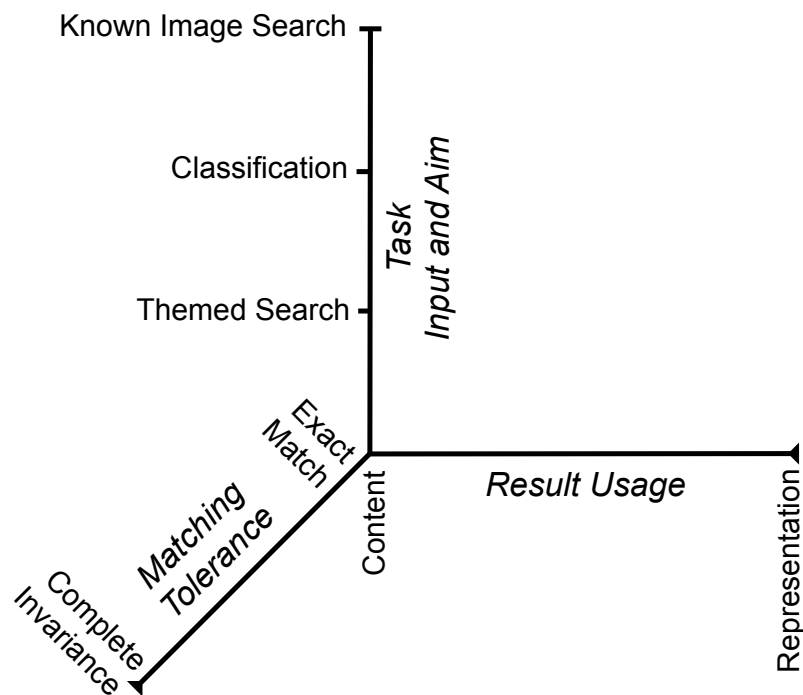 Known Image Search
Classification
Task
Input and Aim
Themed Search
Exact
Match
Matching
Tolerance
Complete
Invariance
Content
Result Usage
Representation